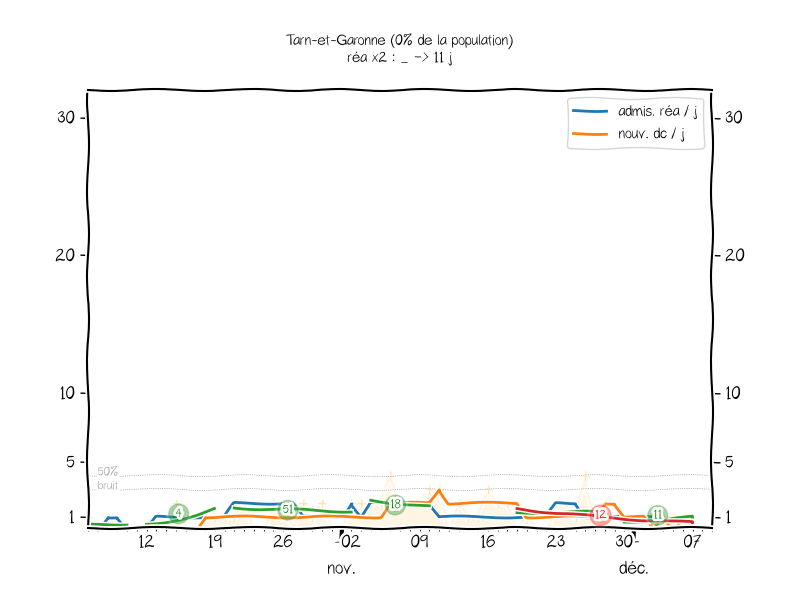 Tarn-et-Garonne (0% de la population)
réa x2 : _ -> 11 j
admis. réa / j
nouv. dc / j
30 30
20 20
10 10
5 5
50%
bruit
1 1
4 51 18 12 11
12 19 26 02 09 16 23 30 07
nov. déc.